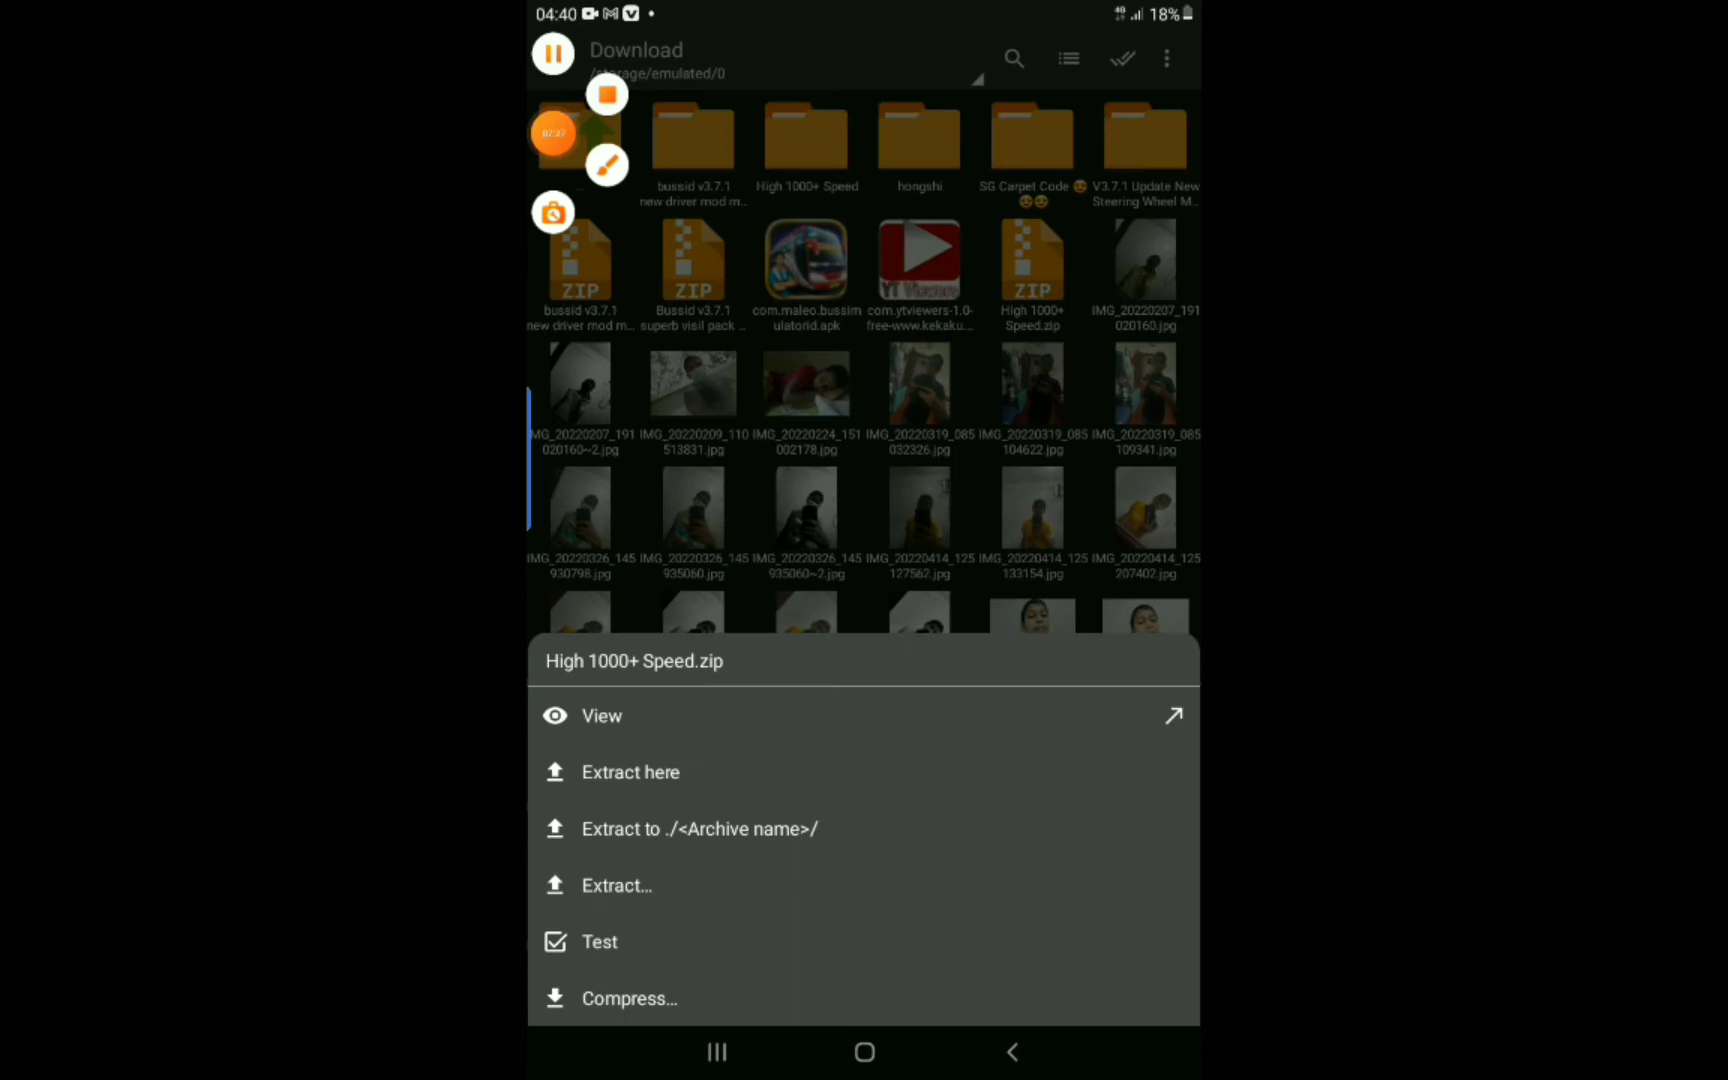 04:40
4G 18%
Download
/storage/emulated/0
..
bussid v3.7.1
new driver mod m...
High 1000+ Speed
hongshi
SG Carpet Code 😍
😍😍
V3.7.1 Update New
Steering Wheel M...
ZIP
bussid v3.7.1
new driver mod m...
ZIP
Bussid v3.7.1
superb visil pack ...
com.maleo.bussim
ulatorid.apk
YT Viewers
com.ytviewers-1.0-
free-www.kekaku....
ZIP
High 1000+
Speed.zip
IMG_20220207_191
020160.jpg
IMG_20220207_191
020160~2.jpg
IMG_20220209_110
513831.jpg
IMG_20220224_151
002178.jpg
IMG_20220319_085
032326.jpg
IMG_20220319_085
104622.jpg
IMG_20220319_085
109341.jpg
IMG_20220326_145
930798.jpg
IMG_20220326_145
935060.jpg
IMG_20220326_145
935060~2.jpg
IMG_20220414_125
127562.jpg
IMG_20220414_125
133154.jpg
IMG_20220414_125
207402.jpg
High 1000+ Speed.zip
View
Extract here
Extract to ./<Archive name>/
Extract...
Test
Compress...